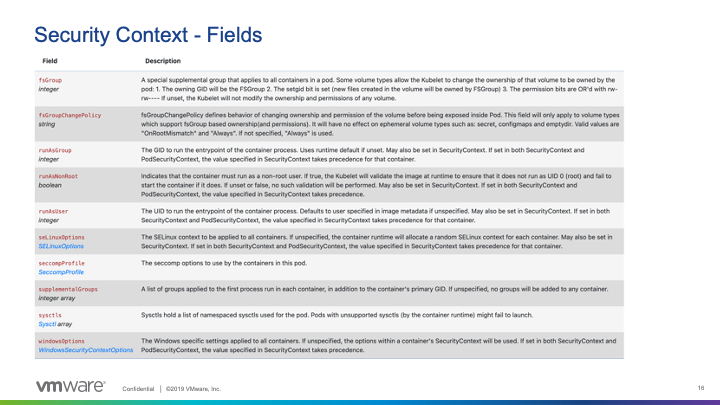 Security Context - Fields
Field Description
fsGroup
integer
A special supplemental group that applies to all containers in a pod. Some volume types allow the Kubelet to change the ownership of that volume to be owned by the
pod: 1. The owning GID will be the FSGroup 2. The setgid bit is set (new files created in the volume will be owned by FSGroup) 3. The permission bits are OR'd with rw-
rw---- If unset, the Kubelet will not modify the ownership and permissions of any volume.
fsGroupChangePolicy
string
fsGroupChangePolicy defines behavior of changing ownership and permission of the volume before being exposed inside Pod. This field will only apply to volume types
which support fsGroup based ownership(and permissions). It will have no effect on ephemeral volume types such as: secret, configmaps and emptydir. Valid values are
"OnRootMismatch" and "Always". If not specified, "Always" is used.
runAsGroup
integer
The GID to run the entrypoint of the container process. Uses runtime default if unset. May also be set in SecurityContext. If set in both SecurityContext and
PodSecurityContext, the value specified in SecurityContext takes precedence for that container.
runAsNonRoot
boolean
Indicates that the container must run as a non-root user. If true, the Kubelet will validate the image at runtime to ensure that it does not run as UID 0 (root) and fail to
start the container if it does. If unset or false, no such validation will be performed. May also be set in SecurityContext. If set in both SecurityContext and
PodSecurityContext, the value specified in SecurityContext takes precedence.
runAsUser
integer
The UID to run the entrypoint of the container process. Defaults to user specified in image metadata if unspecified. May also be set in SecurityContext. If set in both
SecurityContext and PodSecurityContext, the value specified in SecurityContext takes precedence for that container.
seLinuxOptions
SELinuxOptions
The SELinux context to be applied to all containers. If unspecified, the container runtime will allocate a random SELinux context for each container. May also be set in
SecurityContext. If set in both SecurityContext and PodSecurityContext, the value specified in SecurityContext takes precedence for that container.
seccompProfile
SeccompProfile
The seccomp options to use by the containers in this pod.
supplementalGroups
integer array
A list of groups applied to the first process run in each container, in addition to the container's primary GID. If unspecified, no groups will be added to any container.
sysctls
Sysctl array
Sysctls hold a list of namespaced sysctls used for the pod. Pods with unsupported sysctls (by the container runtime) might fail to launch.
windowsOptions
WindowsSecurityContextOptions
The Windows specific settings applied to all containers. If unspecified, the options within a container's SecurityContext will be used. If set in both SecurityContext and
PodSecurityContext, the value specified in SecurityContext takes precedence.
vmware®
Confidential | ©2019 VMware, Inc.
16